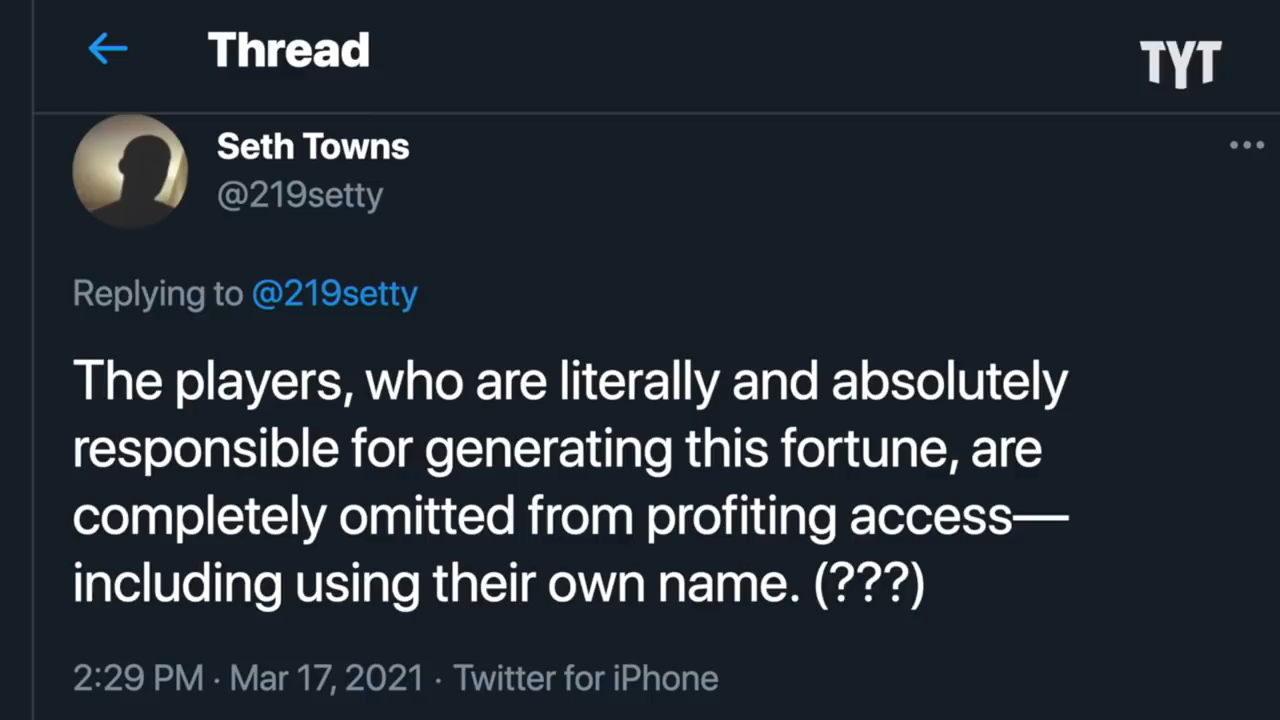 Thread
TYT
Seth Towns
@219setty
Replying to @219setty
The players, who are literally and absolutely
responsible for generating this fortune, are
completely omitted from profiting access—
including using their own name. (???)
2:29 PM · Mar 17, 2021 · Twitter for iPhone